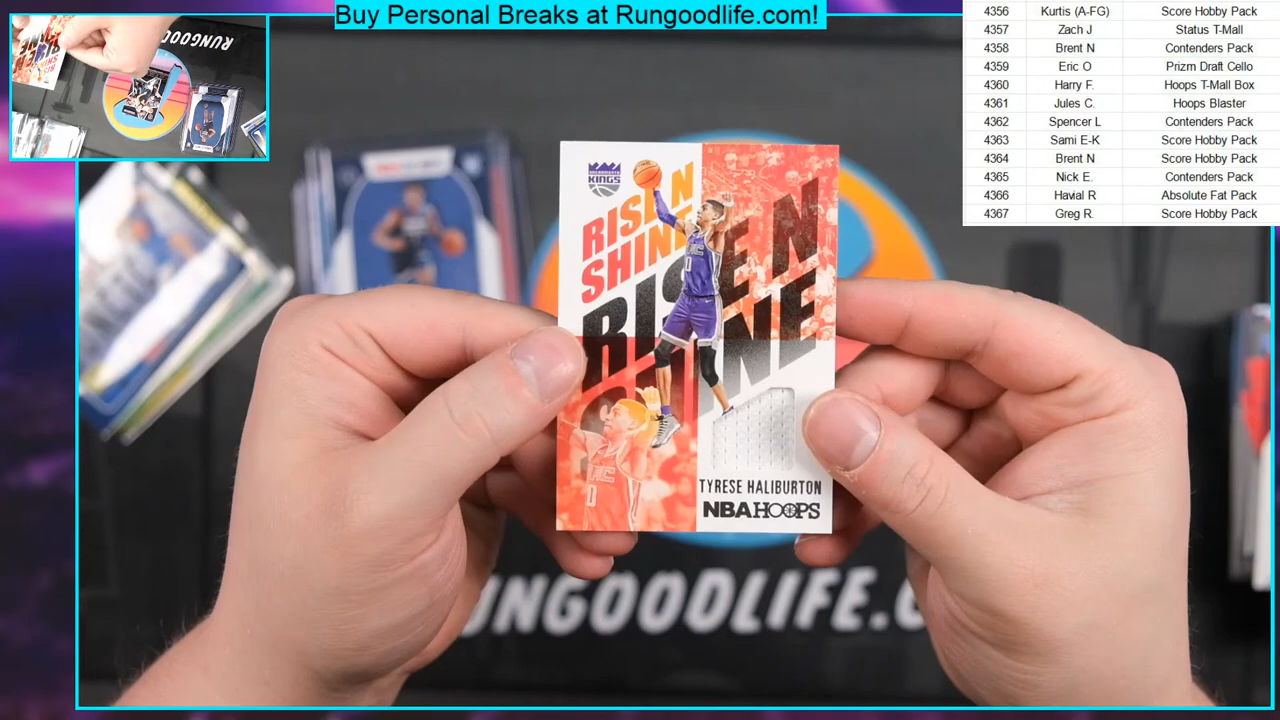 Buy Personal Breaks at Rungoodlife.com!
4356 Kurtis (A-FG) Score Hobby Pack
4357 Zach J Status T-Mall
4358 Brent N Contenders Pack
4359 Eric O Prizm Draft Cello
4360 Harry F. Hoops T-Mall Box
4361 Jules C. Hoops Blaster
4362 Spencer L Contenders Pack
4363 Sami E-K Score Hobby Pack
4364 Brent N Score Hobby Pack
4365 Nick E. Contenders Pack
4366 Havial R Absolute Fat Pack
4367 Greg R. Score Hobby Pack
RUNGOODLIFE
KINGS
RISE N
SHINE
RISE N
SHINE
TYRESE HALIBURTON
NBA HOOPS
UNGOODLIFE.C